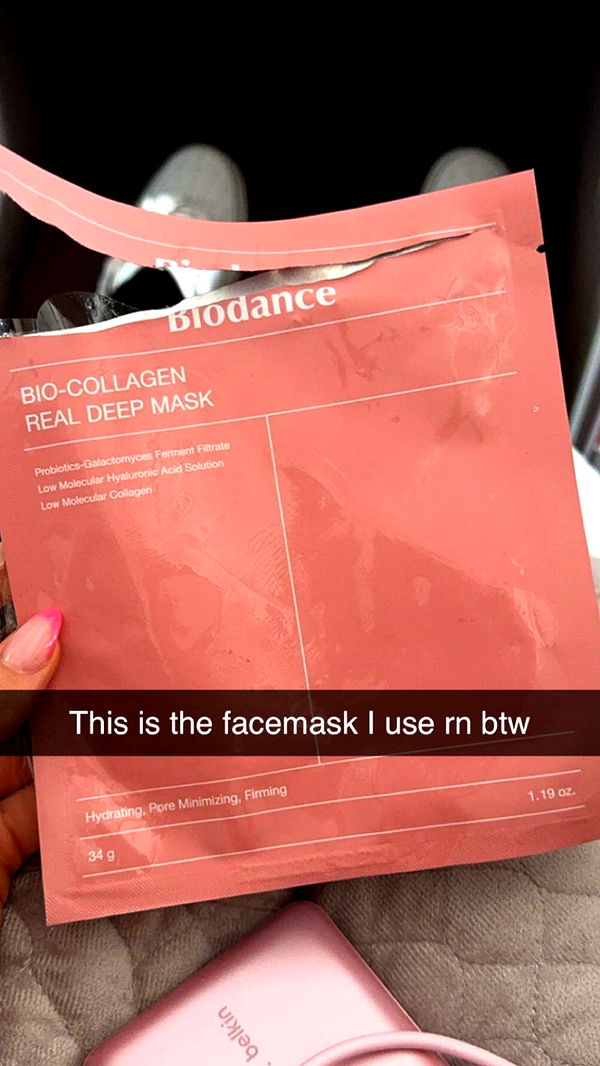 Biodance
BIO-COLLAGEN
REAL DEEP MASK
Probiotics-Galactomyces Ferment Filtrate
Low Molecular Hyaluronic Acid Solution
Low Molecular Collagen
This is the facemask I use rn btw
Hydrating, Pore Minimizing, Firming
1.19 oz.
34 g
belkin